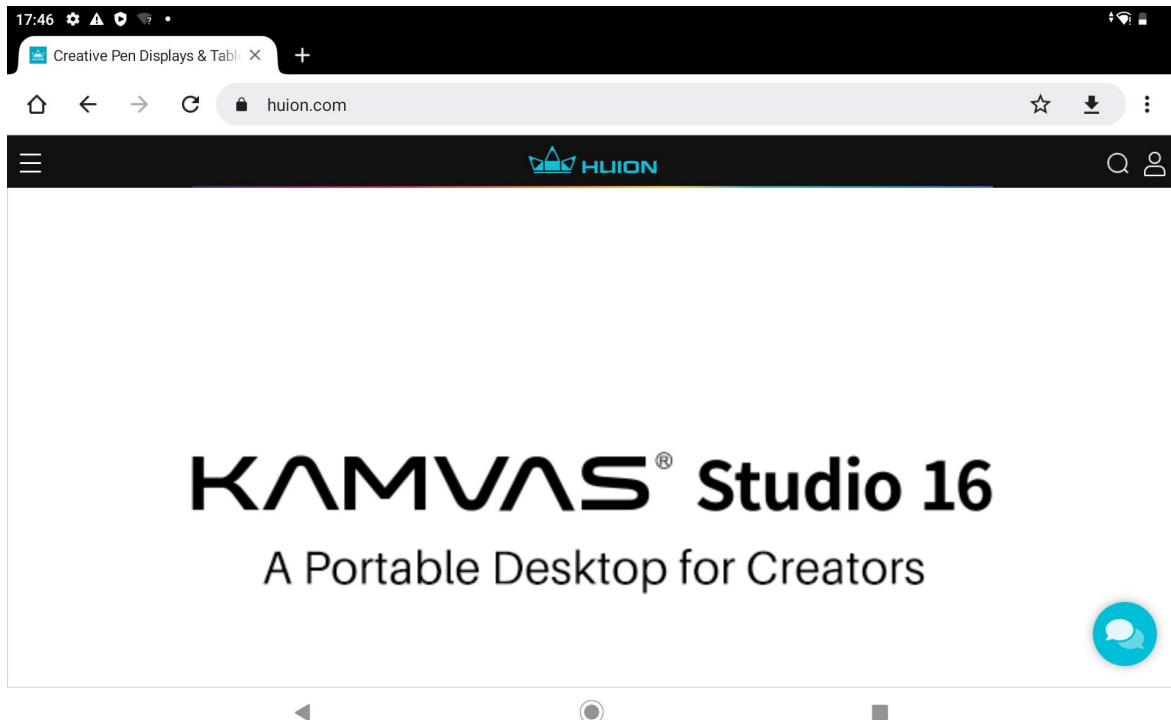 17:46
Creative Pen Displays & Tabl
huion.com
HUION
KAMVAS® Studio 16
A Portable Desktop for Creators